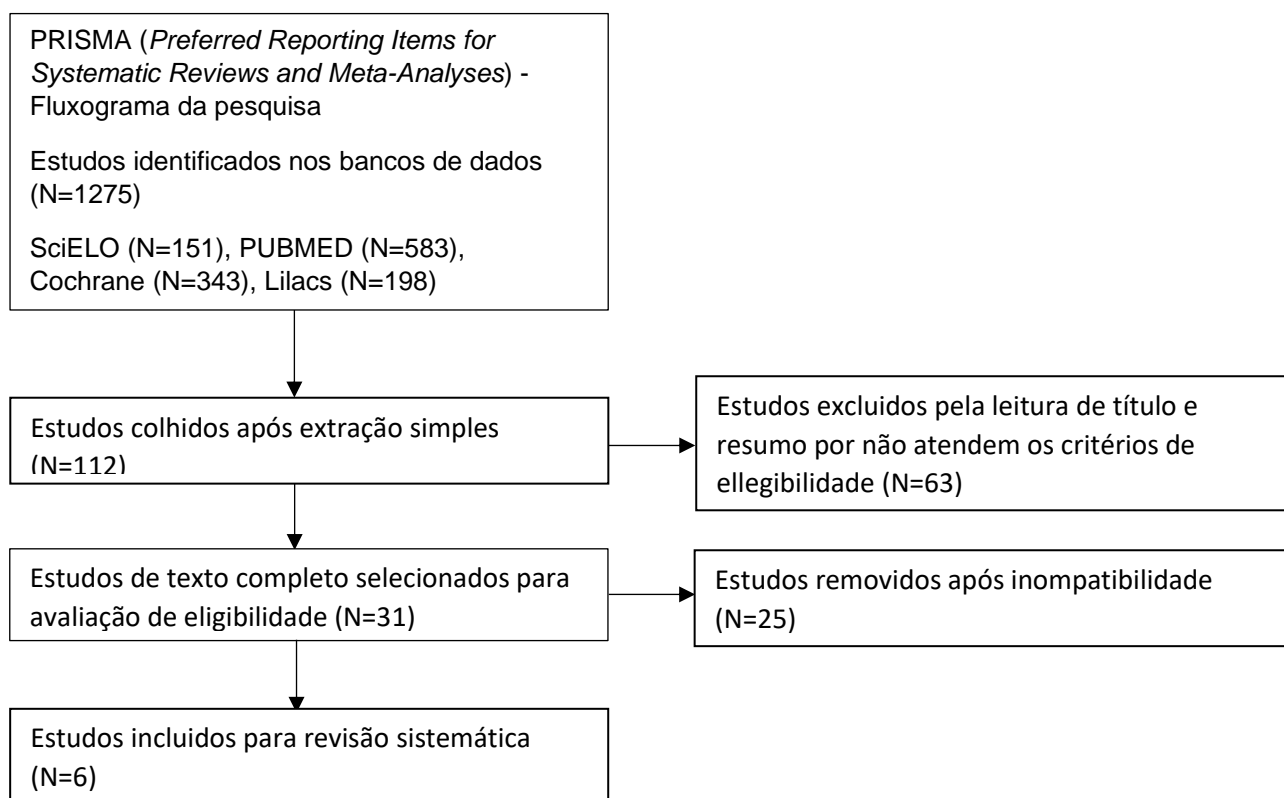 PRISMA (Preferred Reporting Items for
Systematic Reviews and Meta-Analyses) -
Fluxograma da pesquisa
Estudos identificados nos bancos de dados
(N=1275)
SciELO (N=151), PUBMED (N=583),
Cochrane (N=343), Lilacs (N=198)
Estudos colhidos após extração simples
(N=112)
Estudos excluidos pela leitura de título e
resumo por não atendem os critérios de
ellegibilidade (N=63)
Estudos de texto completo selecionados para
avaliação de eligibilidade (N=31)
Estudos removidos após inompatibilidade
(N=25)
Estudos incluidos para revisão sistemática
(N=6)